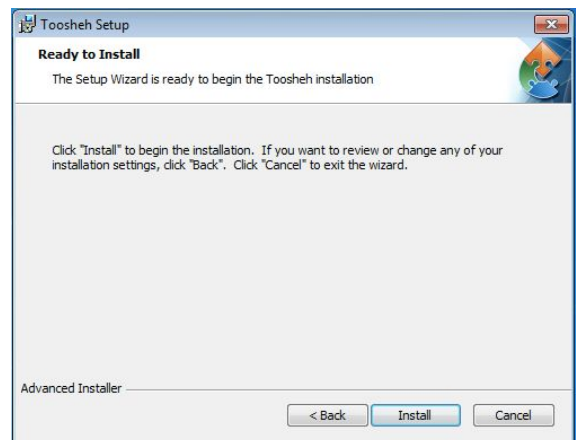 Toosheh Setup
Ready to Install
The Setup Wizard is ready to begin the Toosheh installation
Click "Install" to begin the installation. If you want to review or change any of your
installation settings, click "Back". Click "Cancel" to exit the wizard.
Advanced Installer
< Back Install Cancel